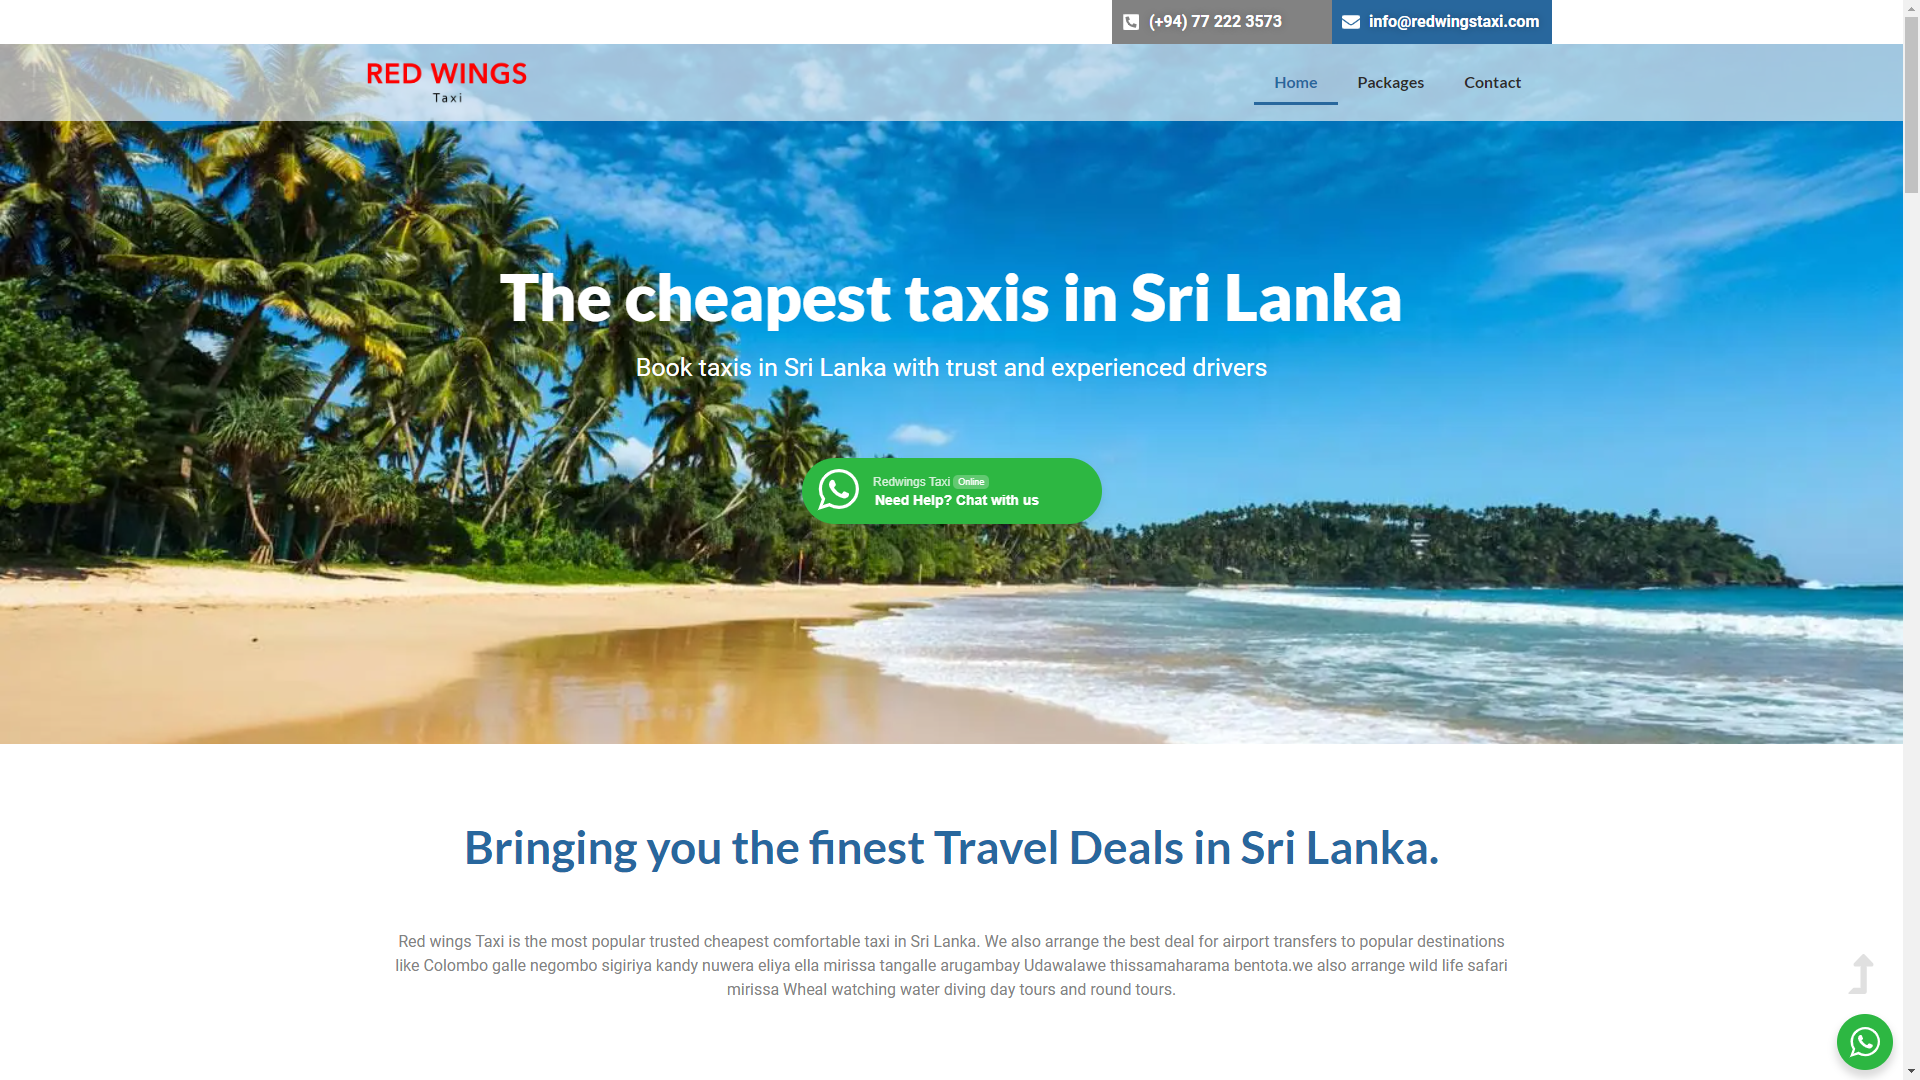 (+94) 77 222 3573
info@redwingstaxi.com
RED WINGS
Taxi
Home
Packages
Contact
The cheapest taxis in Sri Lanka
Book taxis in Sri Lanka with trust and experienced drivers
Redwings Taxi Online
Need Help? Chat with us
Bringing you the finest Travel Deals in Sri Lanka.
Red wings Taxi is the most popular trusted cheapest comfortable taxi in Sri Lanka. We also arrange the best deal for airport transfers to popular destinations
like Colombo galle negombo sigiriya kandy nuwera eliya ella mirissa tangalle arugambay Udawalawe thissamaharama bentota.we also arrange wild life safari
mirissa Wheal watching water diving day tours and round tours.